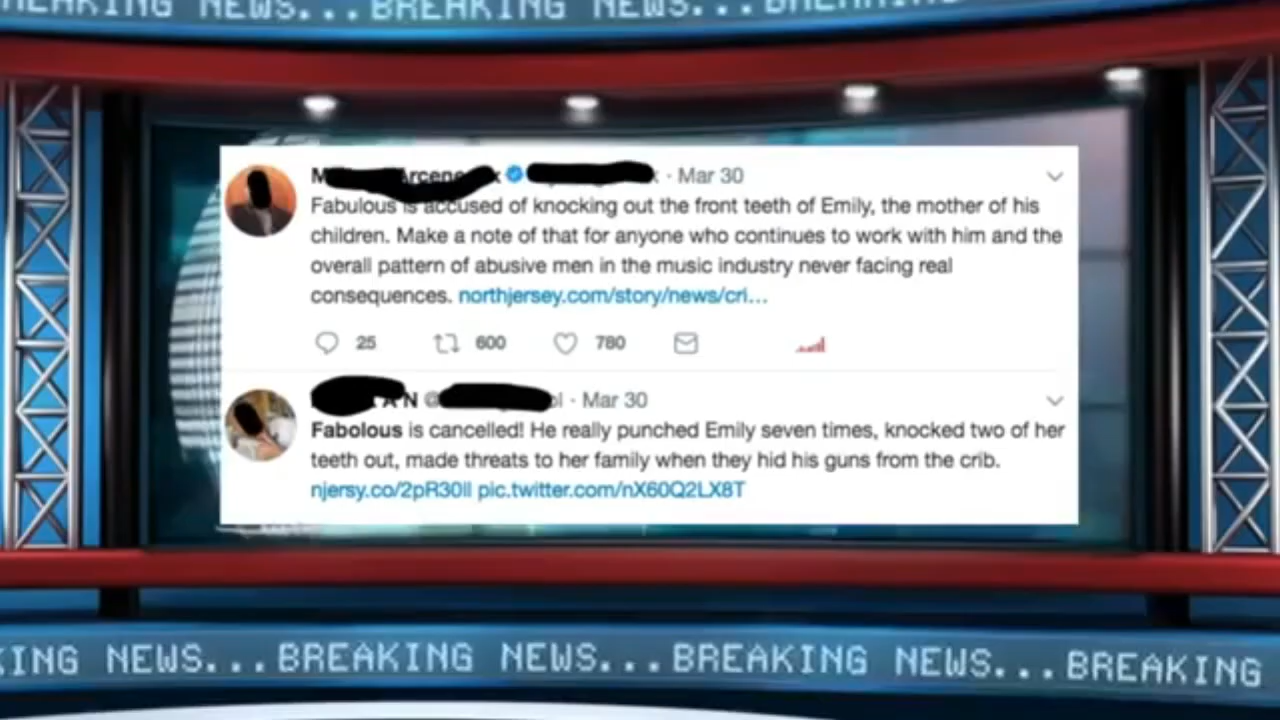 BREAKING NEWS...BREAKING NEWS...BREAKING
· Mar 30
Fabulous is accused of knocking out the front teeth of Emily, the mother of his
children. Make a note of that for anyone who continues to work with him and the
overall pattern of abusive men in the music industry never facing real
consequences. northjersey.com/story/news/cri...
25 600 780
A N @ · Mar 30
Fabolous is cancelled! He really punched Emily seven times, knocked two of her
teeth out, made threats to her family when they hid his guns from the crib.
njersy.co/2pR30ll pic.twitter.com/nX60Q2LX8T
KING NEWS...BREAKING NEWS...BREAKING NEWS...BREAKING